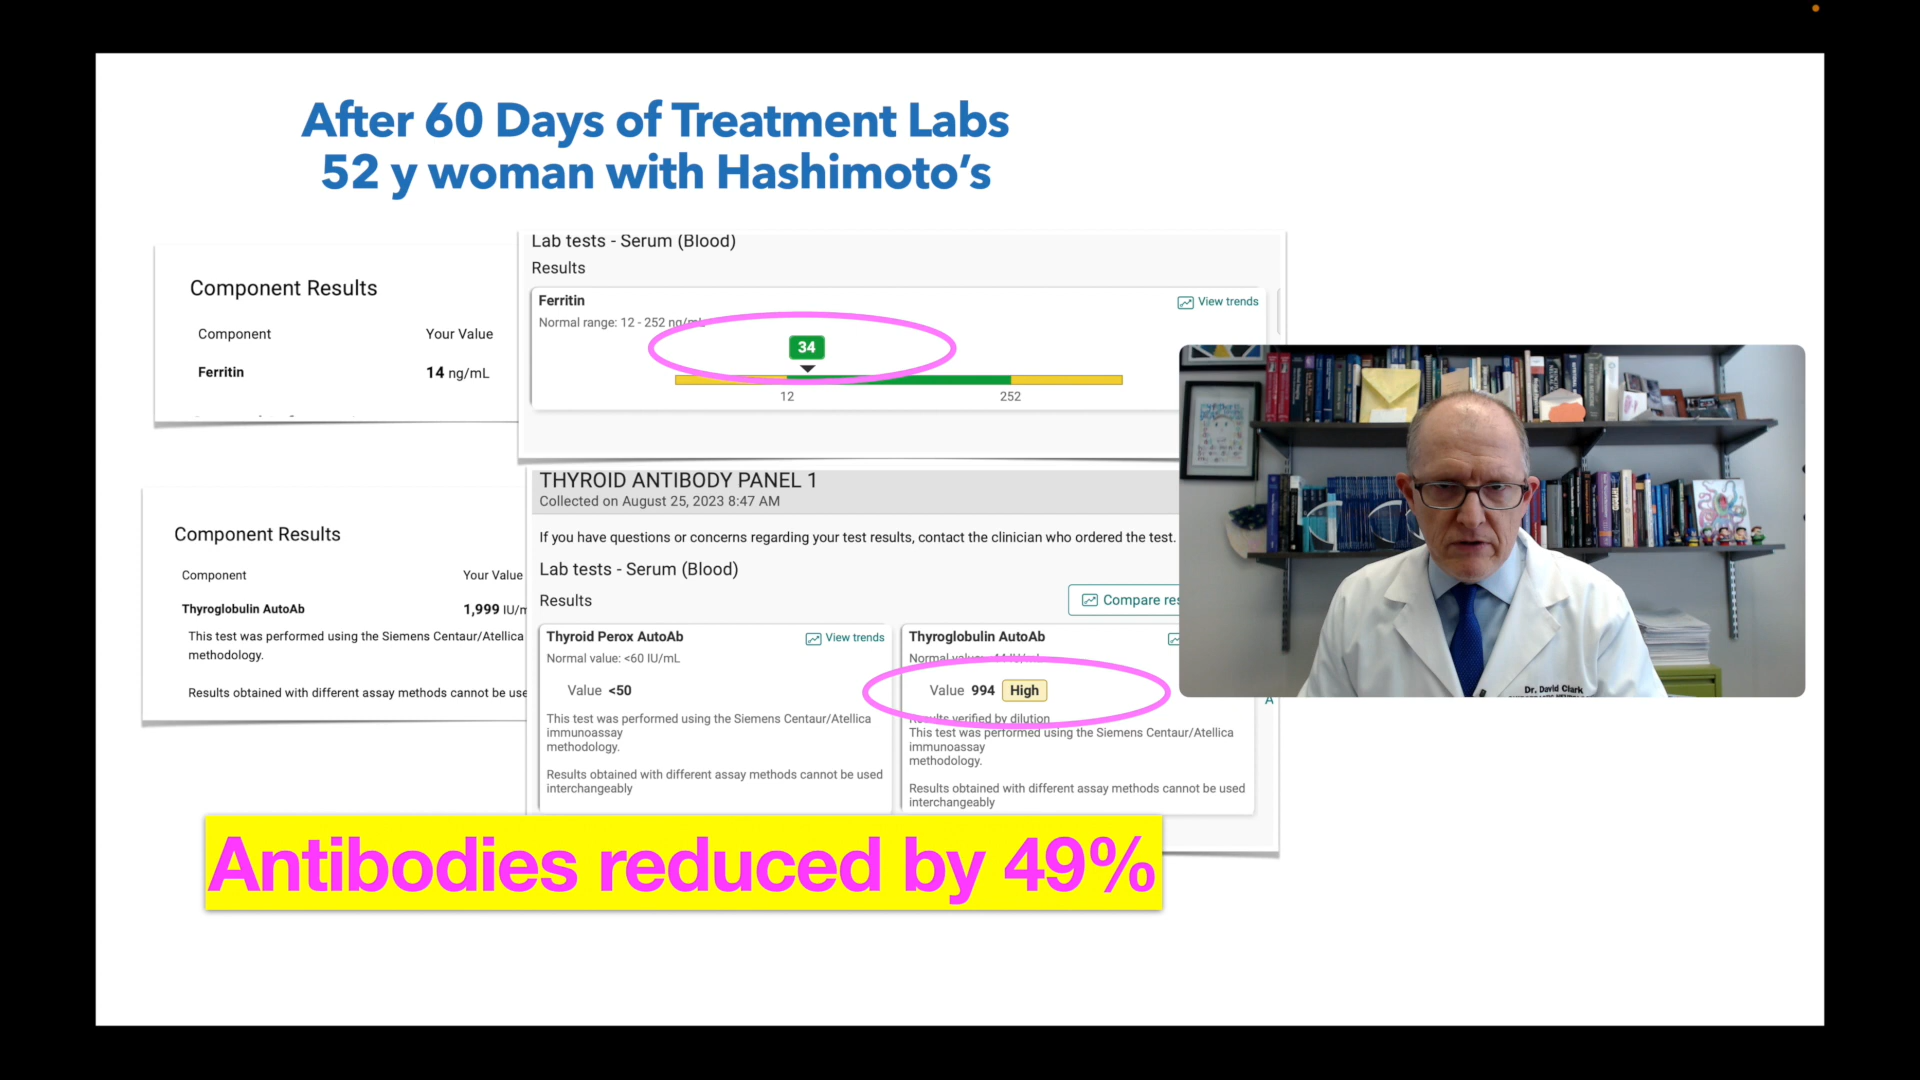 After 60 Days of Treatment Labs
52 y woman with Hashimoto's
Component Results
Component Your Value
Ferritin 14 ng/mL
Lab tests - Serum (Blood)
Results
Ferritin View trends
Normal range: 12 - 252 ng/mL
34
12 252
Component Results
Component Your Value
Thyroglobulin AutoAb 1,999 IU/m
This test was performed using the Siemens Centaur/Atellica
methodology.
Results obtained with different assay methods cannot be use
THYROID ANTIBODY PANEL 1
Collected on August 25, 2023 8:47 AM
If you have questions or concerns regarding your test results, contact the clinician who ordered the test.
Lab tests - Serum (Blood)
Results
Compare res
Thyroid Perox AutoAb View trends
Normal value: <60 IU/mL
Value <50
This test was performed using the Siemens Centaur/Atellica
immunoassay
methodology.
Results obtained with different assay methods cannot be used
interchangeably
Thyroglobulin AutoAb
Normal value:
Value 994 High
Results verified by dilution
This test was performed using the Siemens Centaur/Atellica
immunoassay
methodology.
Results obtained with different assay methods cannot be used
interchangeably
A
Antibodies reduced by 49%
Dr. David Clark